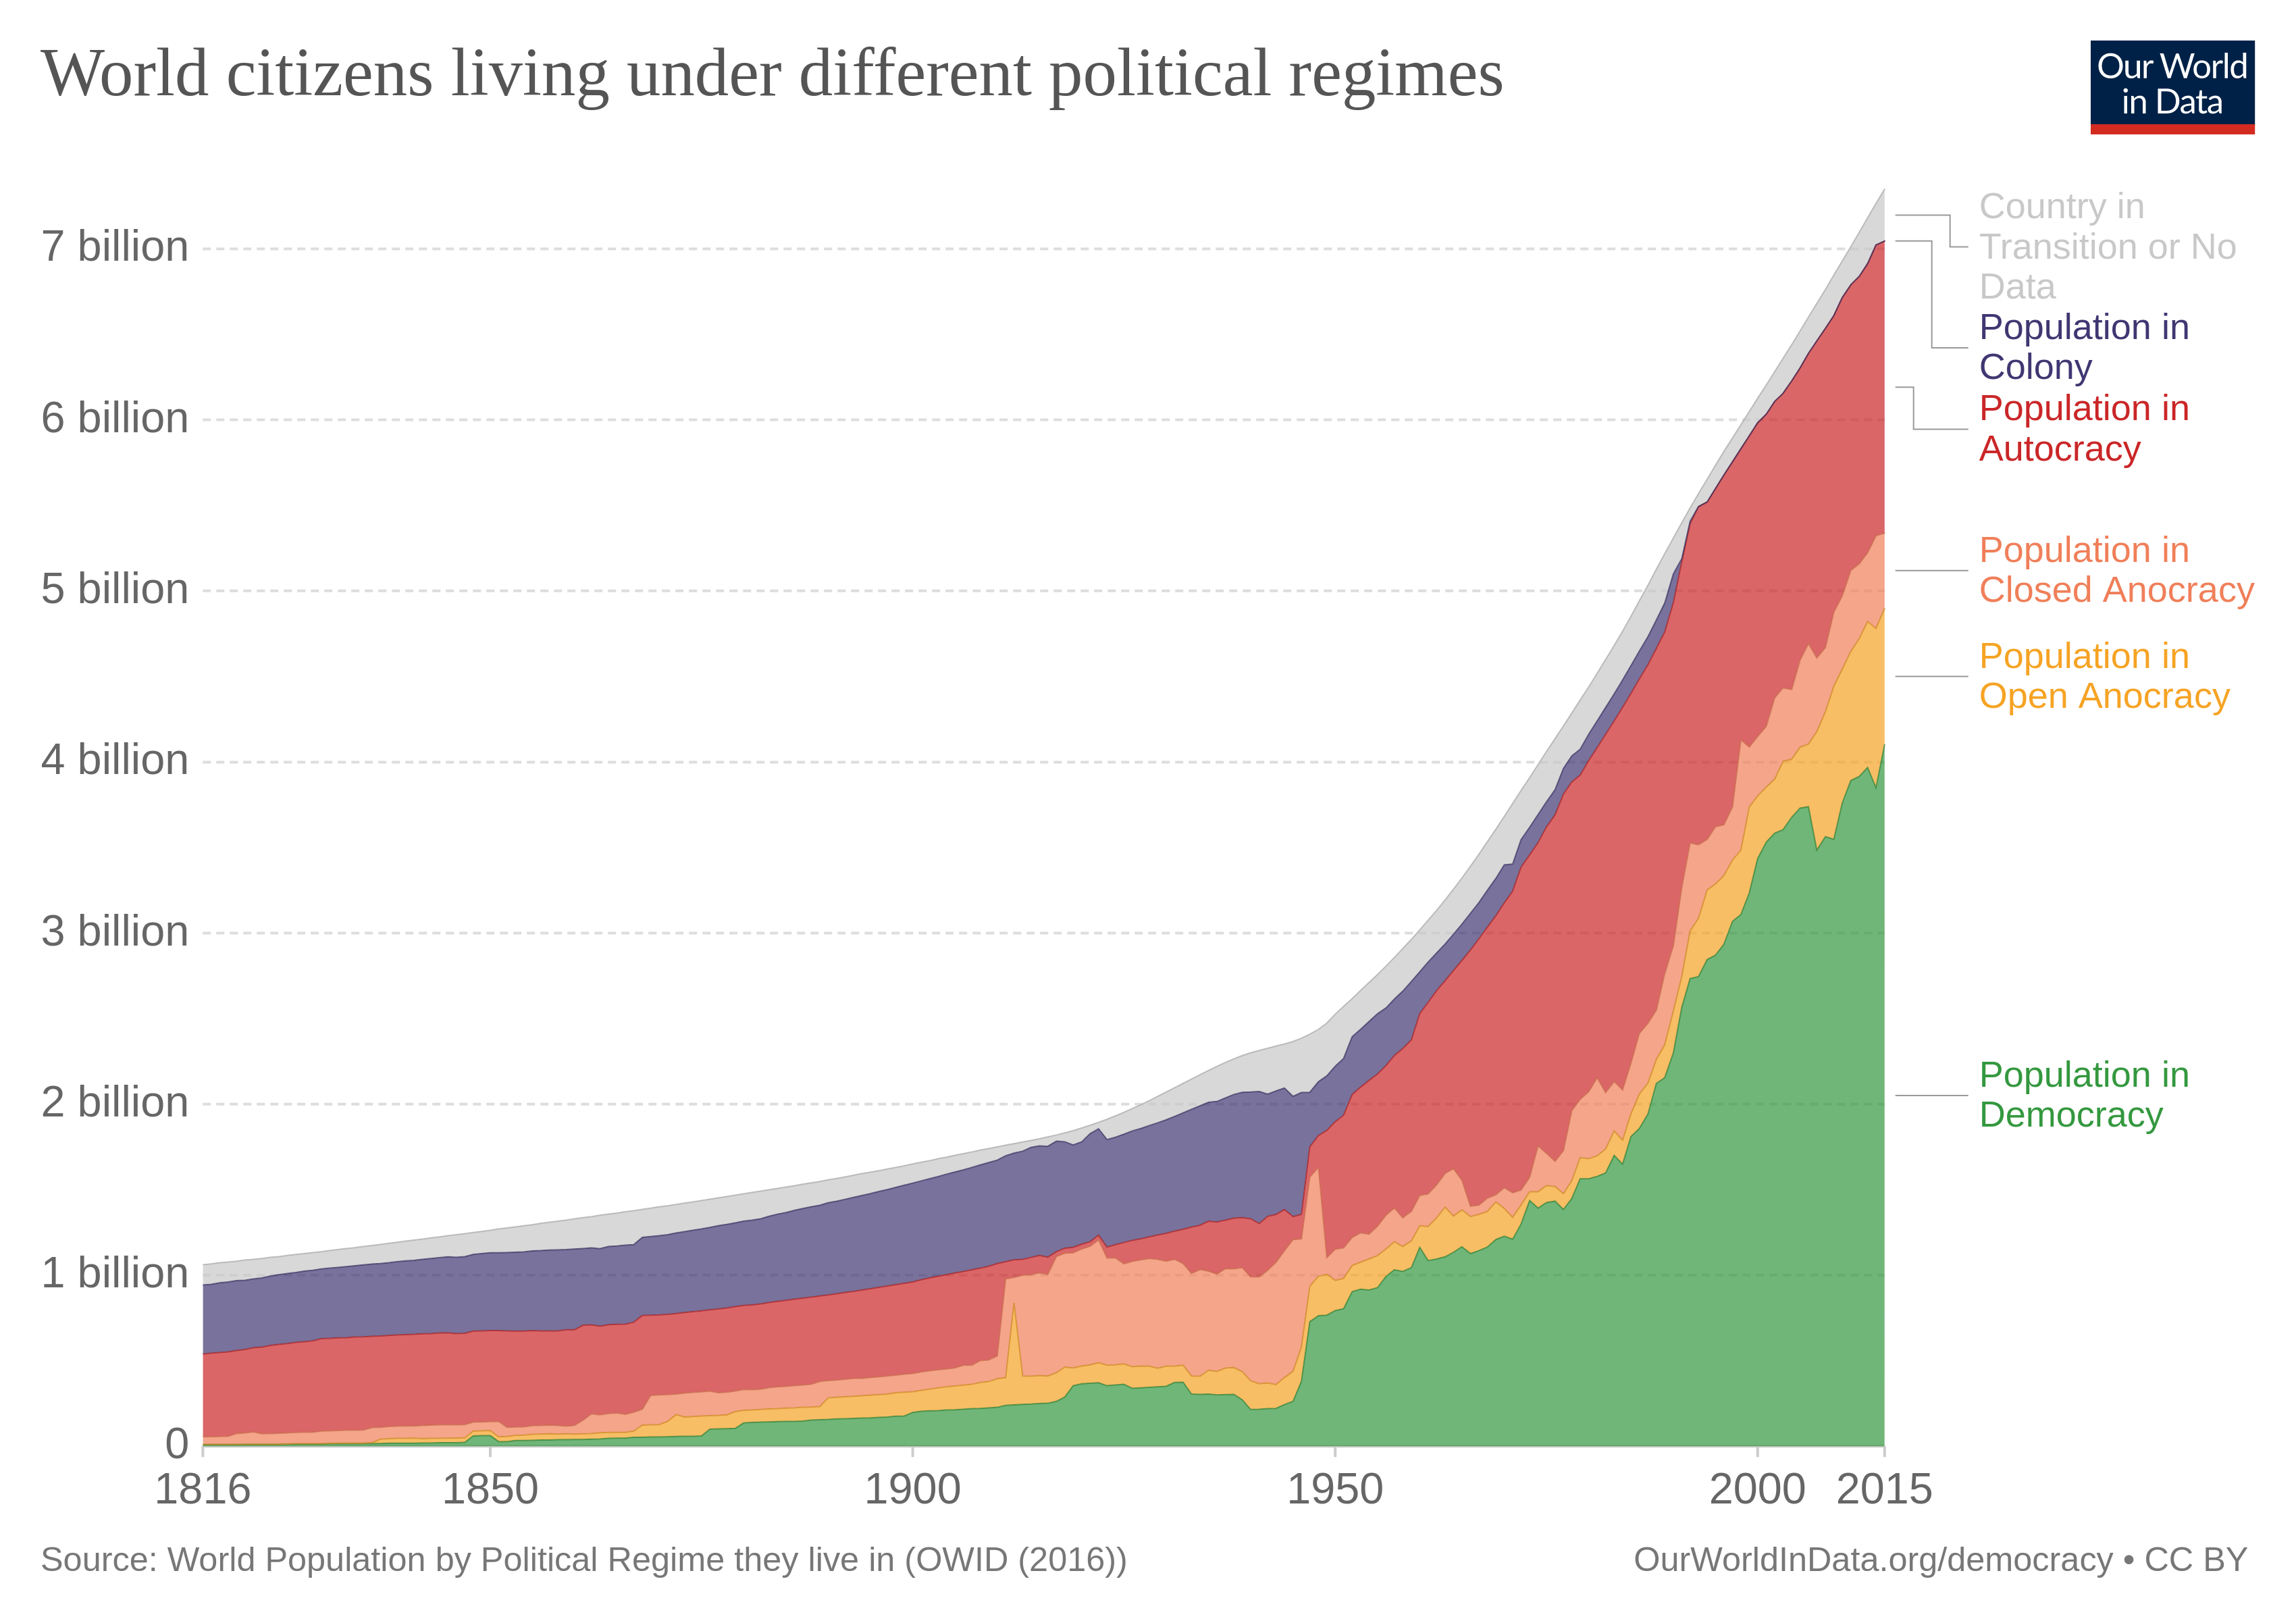 World citizens living under different political regimes
Our World
in Data
7 billion
6 billion
5 billion
4 billion
3 billion
2 billion
1 billion
0
Country in
Transition or No
Data
Population in
Colony
Population in
Autocracy
Population in
Closed Anocracy
Population in
Open Anocracy
Population in
Democracy
1816
1850
1900
1950
2000
2015
Source: World Population by Political Regime they live in (OWID (2016))
OurWorldInData.org/democracy • CC BY